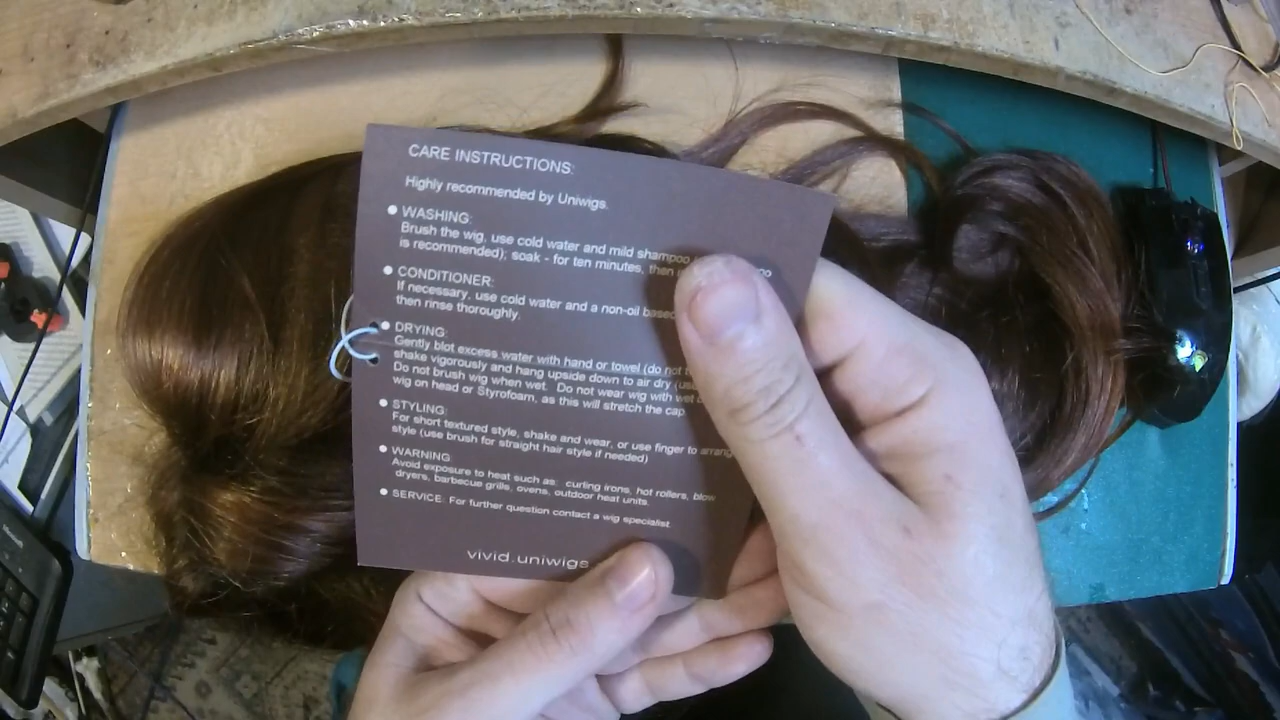 CARE INSTRUCTIONS:
Highly recommended by Uniwigs.
● WASHING:
Brush the wig, use cold water and mild shampoo
is recommended); soak - for ten minutes, then
● CONDITIONER:
If necessary, use cold water and a non-oil based
then rinse thoroughly.
● DRYING:
Gently blot excess water with hand or towel (do not
shake vigorously and hang upside down to air dry
Do not brush wig when wet. Do not wear wig with wet
wig on head or Styrofoam, as this will stretch the cap
● STYLING:
For short textured style, shake and wear, or use finger to
style (use brush for straight hair style if needed)
● WARNING:
Avoid exposure to heat such as: curling irons, hot rollers, blow
dryers, barbecue grills, ovens, outdoor heat units.
● SERVICE: For further question contact a wig specialist.
vivid.uniwigs